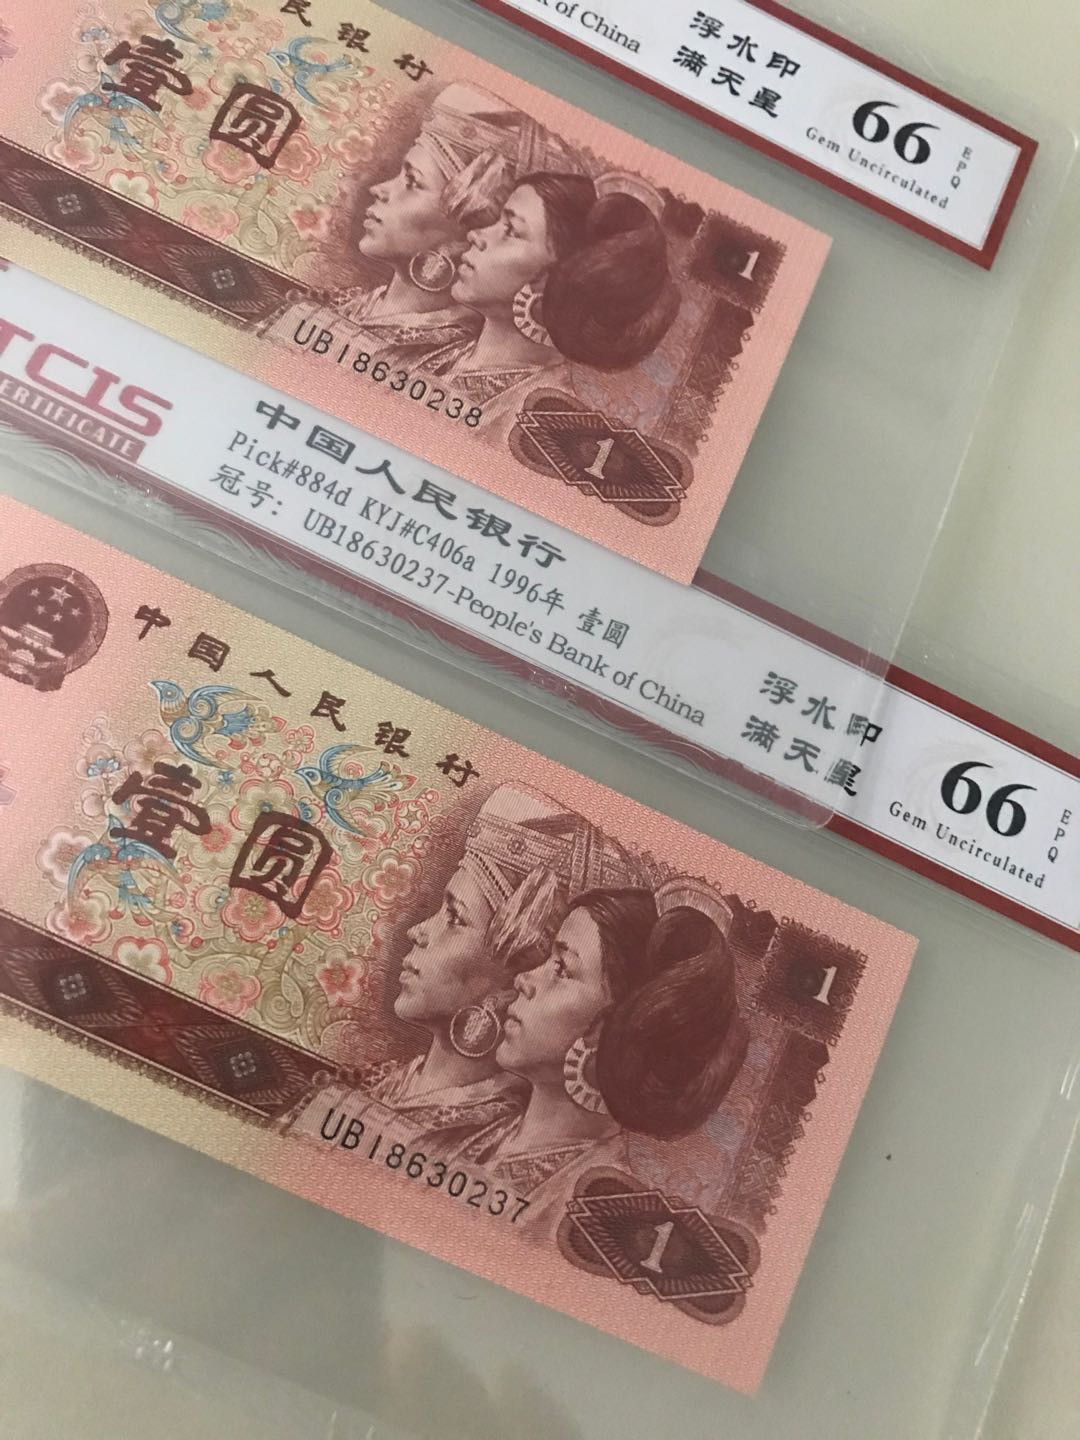 k of China
浮水印
满天星
66
EPQ
Gem Uncirculated
民银行
壹圆
1
UB18630238
1
TCIS
CERTIFICATE
中国人民银行
Pick#884d KYJ#C406a 1996年 壹圆
冠号: UB18630237-People's Bank of China
浮水印
满天星
66
EPQ
Gem Uncirculated
中国人民银行
壹圆
1
UB18630237
1